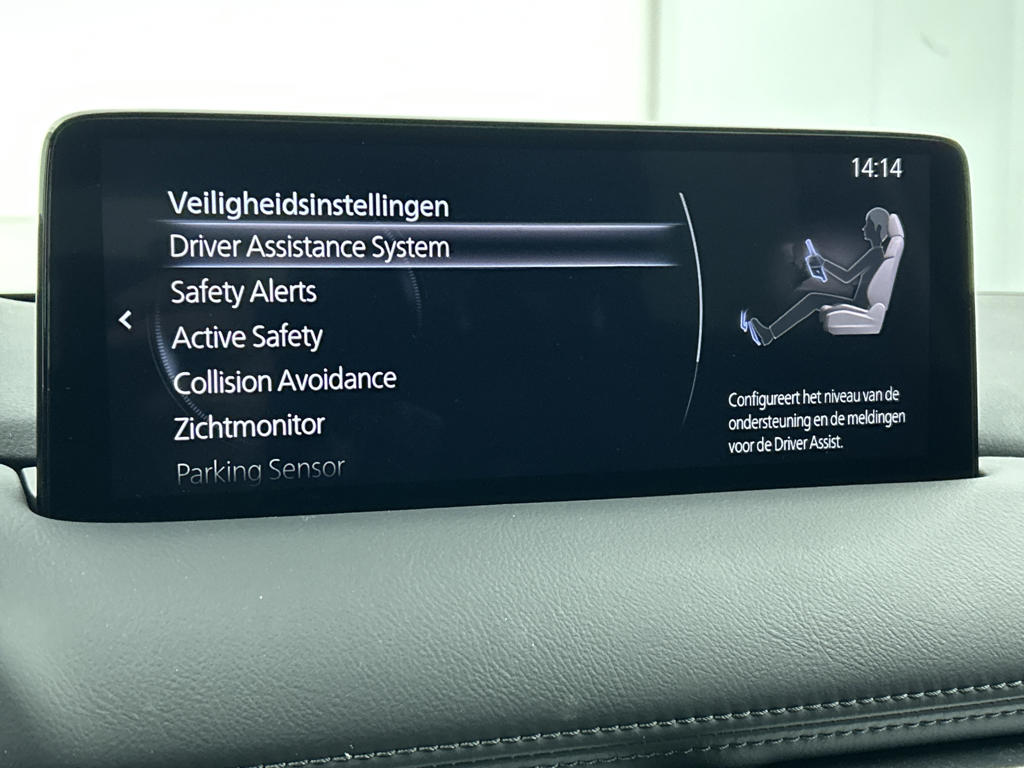 14:14
Veiligheidsinstellingen
Driver Assistance System
Safety Alerts
Active Safety
Collision Avoidance
Zichtmonitor
Parking Sensor
Configureert het niveau van de
ondersteuning en de meldingen
voor de Driver Assist.